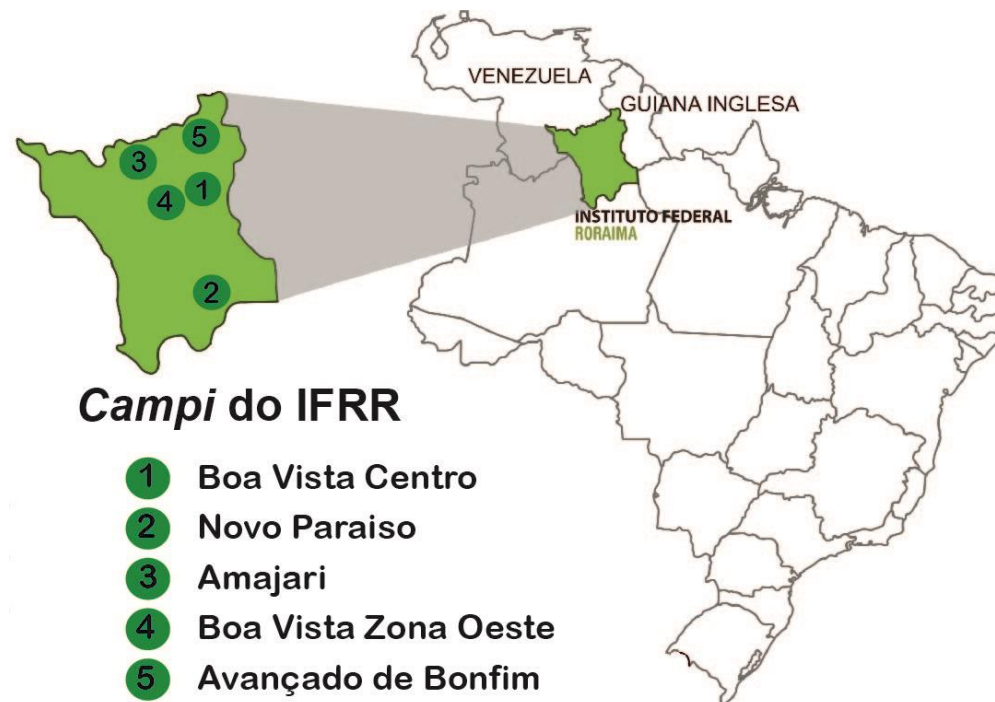 VENEZUELA
GUIANA INGLESA
INSTITUTO FEDERAL
RORAIMA
5
3
4
1
2
Campi do IFRR
1 Boa Vista Centro
2 Novo Paraiso
3 Amajari
4 Boa Vista Zona Oeste
5 Avançado de Bonfim